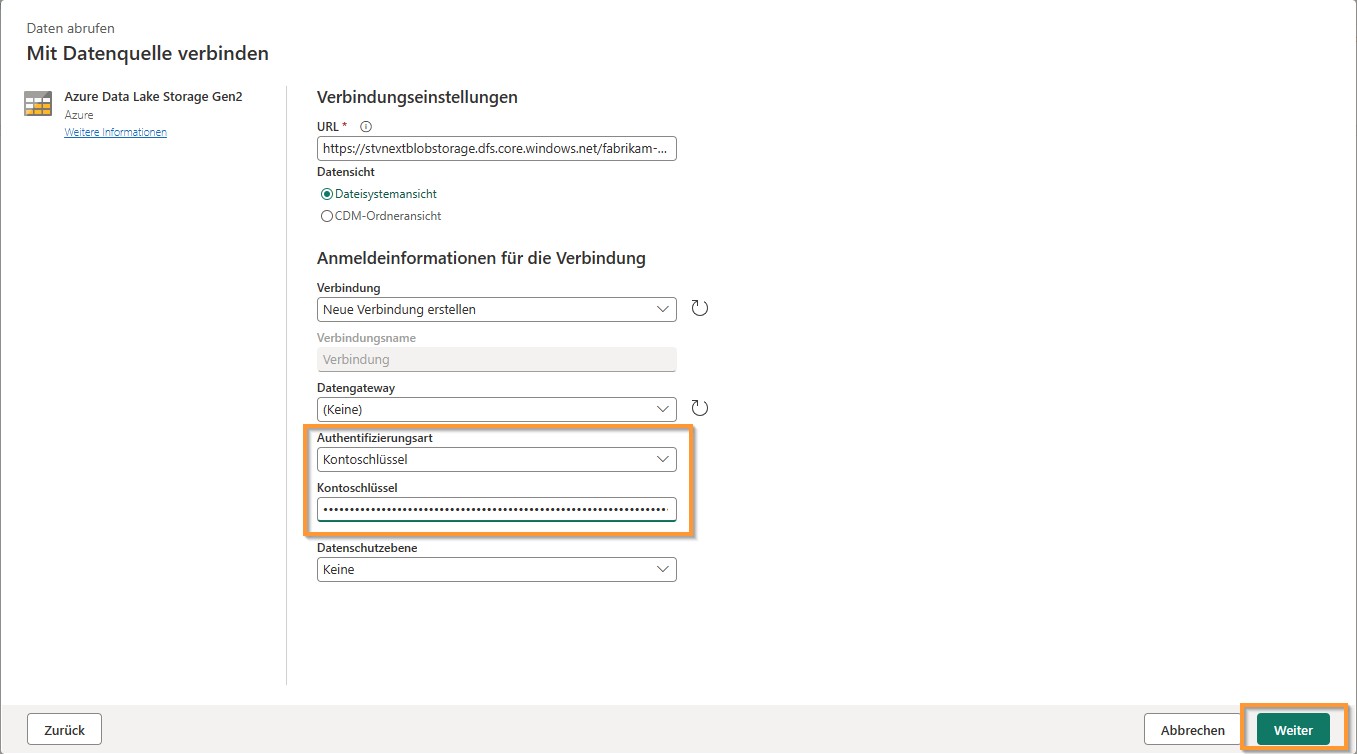 Daten abrufen
Mit Datenquelle verbinden
Azure Data Lake Storage Gen2
Azure
Weitere Informationen
Verbindungseinstellungen
URL *
https://stvnextblobstorage.dfs.core.windows.net/fabrikam-...
Datensicht
Dateisystemansicht
CDM-Ordneransicht
Anmeldeinformationen für die Verbindung
Verbindung
Neue Verbindung erstellen
Verbindungsname
Verbindung
Datengateway
(Keine)
Authentifizierungsart
Kontoschlüssel
Kontoschlüssel
Datenschutzebene
Keine
Zurück
Abbrechen
Weiter